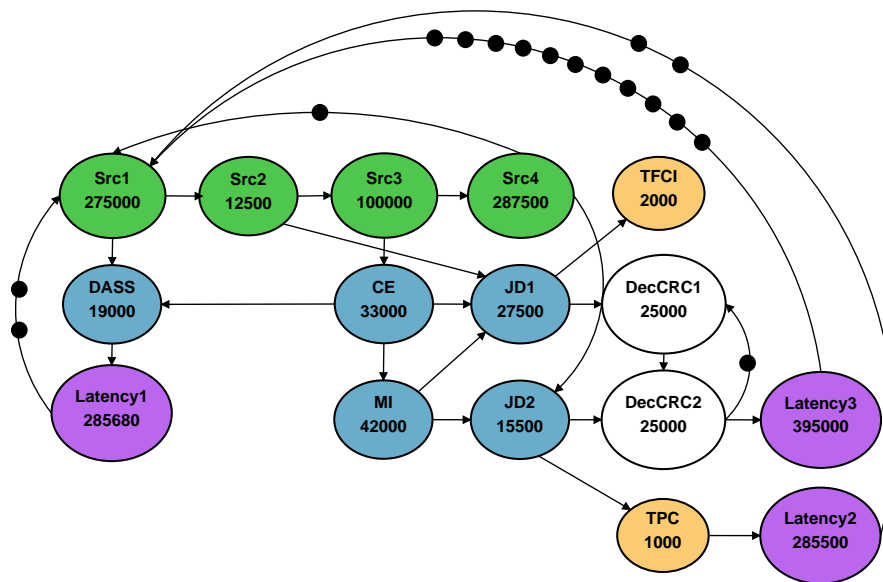 Src1
275000
Src2
12500
Src3
100000
Src4
287500
TFCI
2000
DASS
19000
CE
33000
JD1
27500
DecCRC1
25000
Latency1
285680
MI
42000
JD2
15500
DecCRC2
25000
Latency3
395000
TPC
1000
Latency2
285500